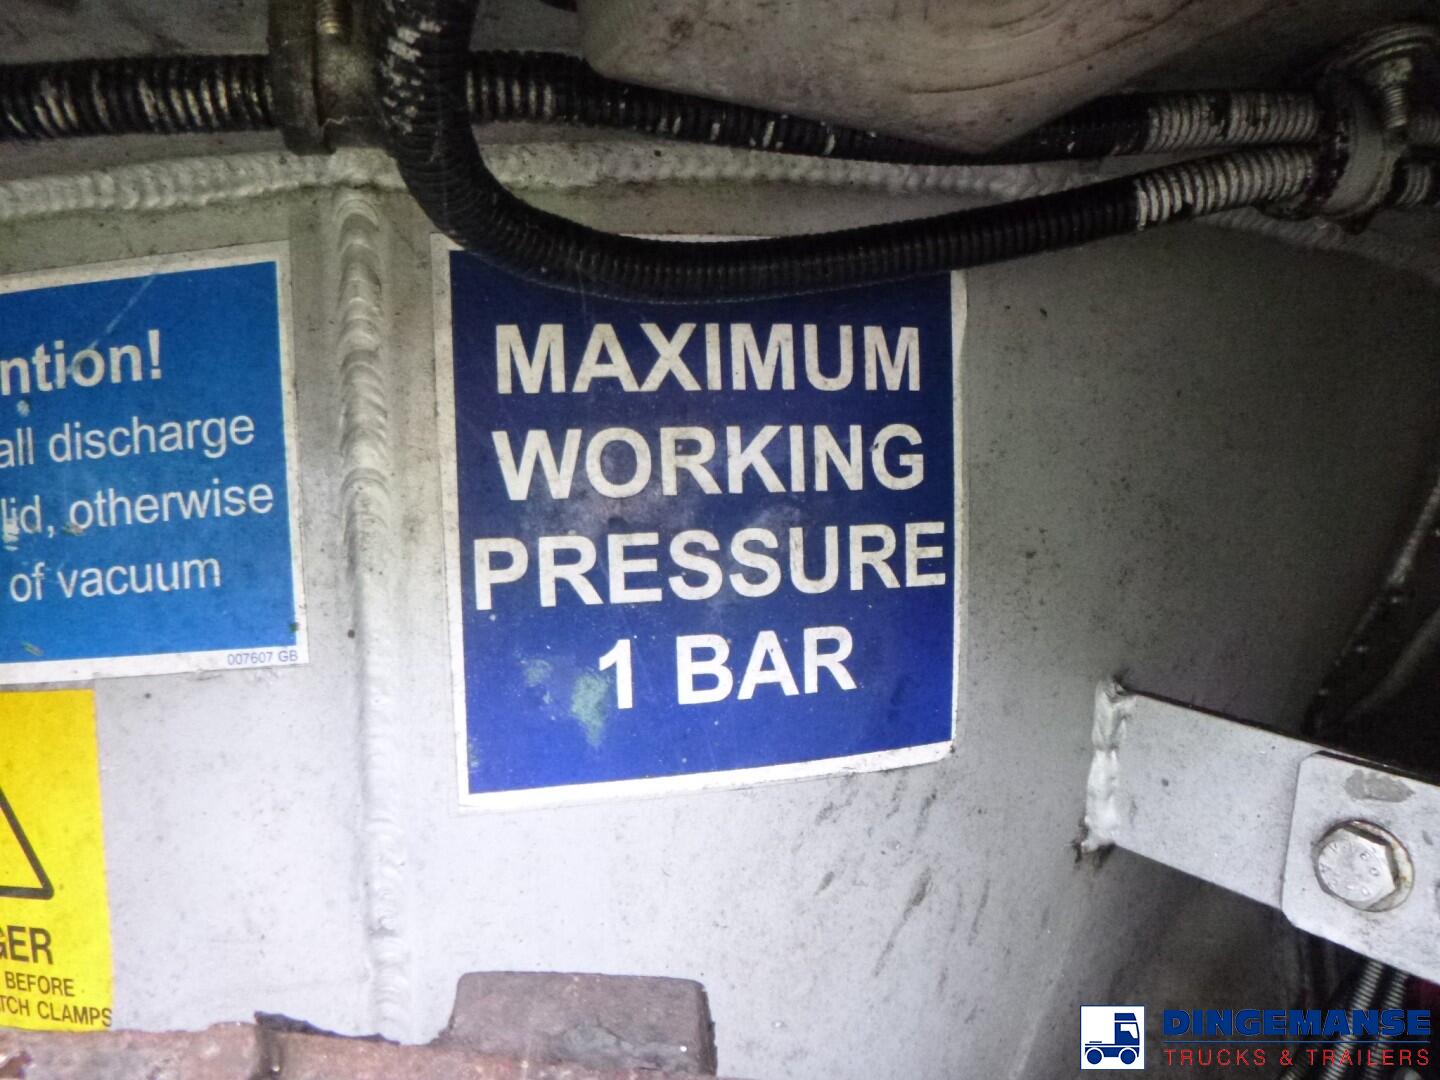 ntion!
all discharge
lid, otherwise
of vacuum
007607 GB
MAXIMUM
WORKING
PRESSURE
1 BAR
GER
BEFORE
TCH CLAMPS
DINGEMANSE
TRUCKS & TRAILERS